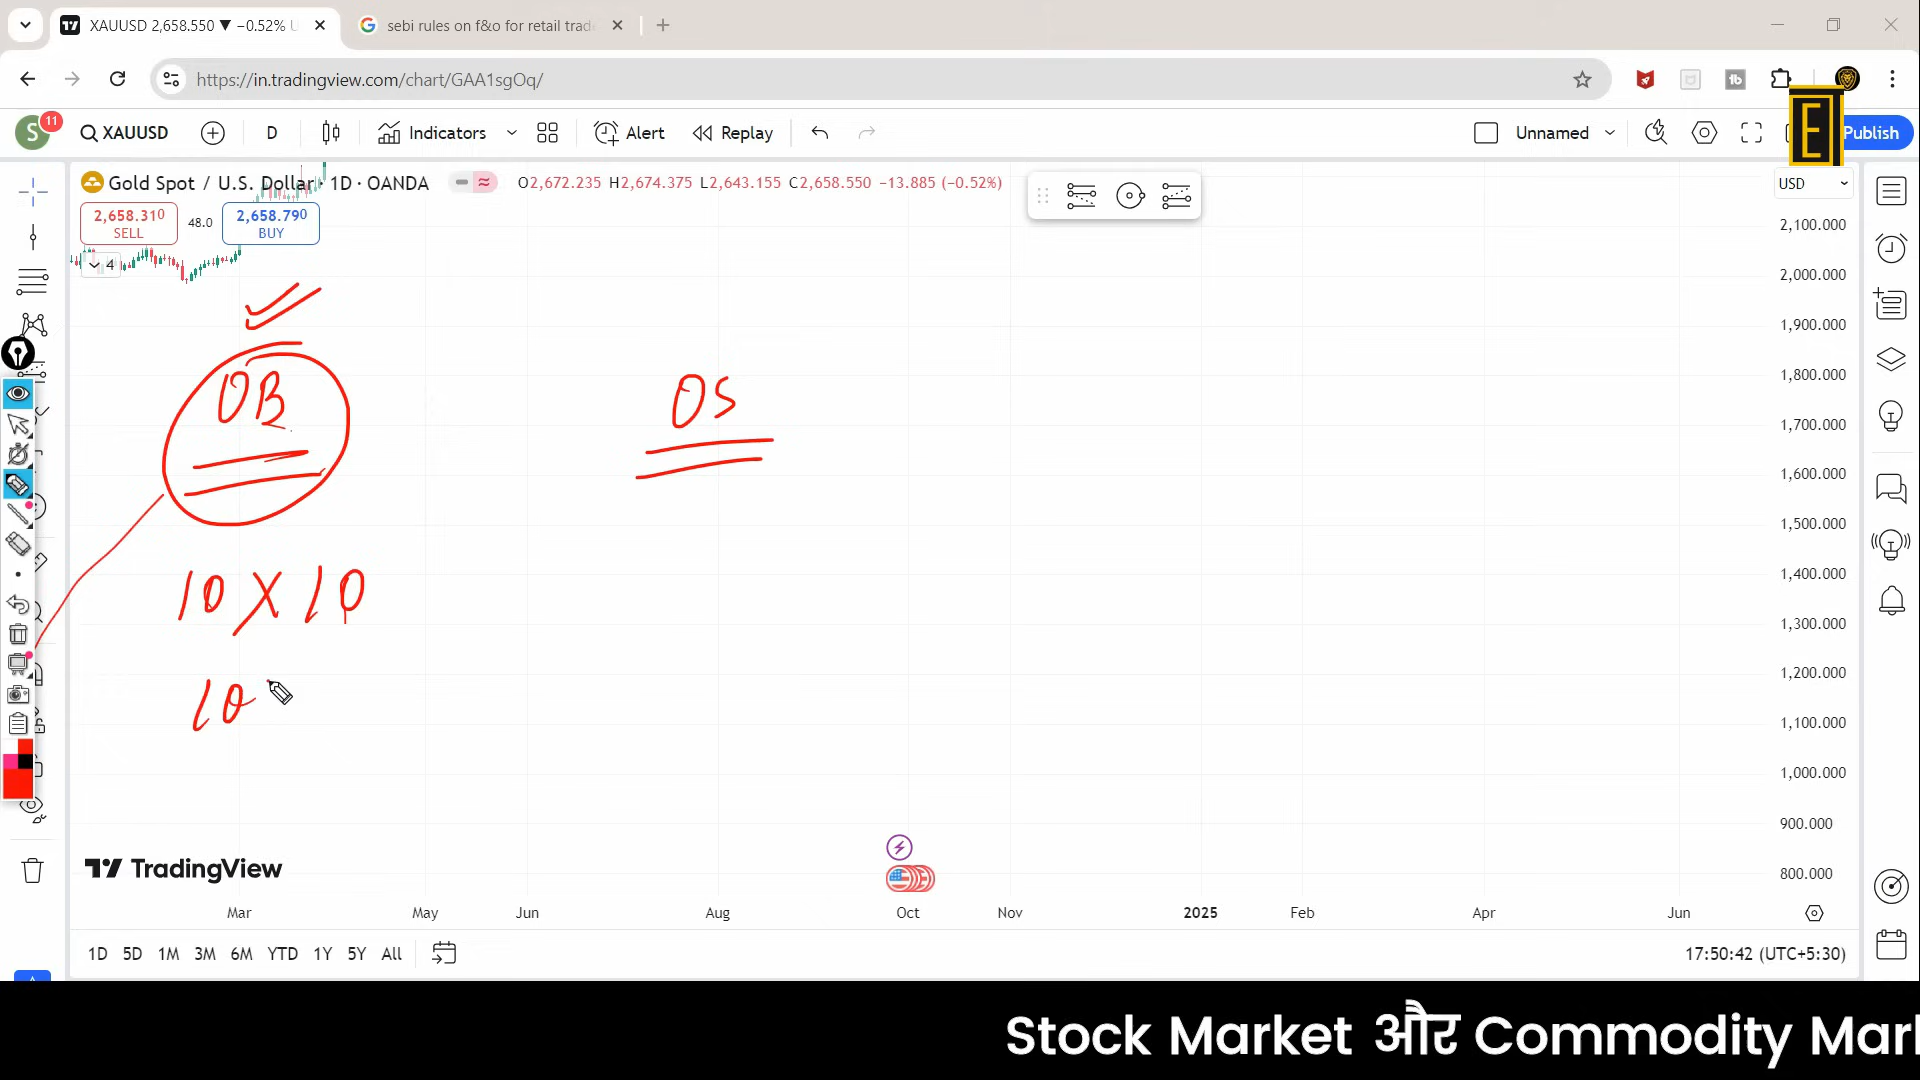 XAUUSD 2,658.550 ▼ −0.52% U
sebi rules on f&o for retail trad
https://in.tradingview.com/chart/GAA1sgOq/
S 11 XAUUSD D Indicators Alert Replay Unnamed Publish
E
Gold Spot / U.S. Dollar · 1D · OANDA O2,672.235 H2,674.375 L2,643.155 C2,658.550 −13.885 (−0.52%)
USD
2,658.310 SELL 48.0 2,658.790 BUY
4
2,100.000
2,000.000
1,900.000
1,800.000
1,700.000
1,600.000
1,500.000
1,400.000
1,300.000
1,200.000
1,100.000
1,000.000
900.000
800.000
OB OS
10 X 10
10
TradingView
Mar May Jun Aug Oct Nov 2025 Feb Apr Jun
1D 5D 1M 3M 6M YTD 1Y 5Y All 17:50:42 (UTC+5:30)
Stock Market और Commodity Mar